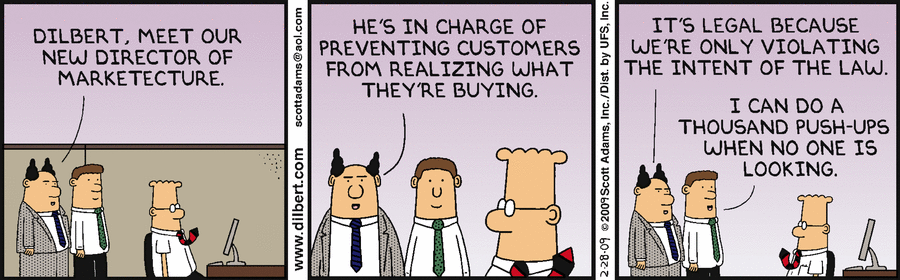 DILBERT, MEET OUR
NEW DIRECTOR OF
MARKETECTURE.
www.dilbert.com
scottadams@aol.com
HE'S IN CHARGE OF
PREVENTING CUSTOMERS
FROM REALIZING WHAT
THEY'RE BUYING.
2-28-09 © 2009 Scott Adams, Inc./Dist. by UFS, Inc.
IT'S LEGAL BECAUSE
WE'RE ONLY VIOLATING
THE INTENT OF THE LAW.
I CAN DO A
THOUSAND PUSH-UPS
WHEN NO ONE IS
LOOKING.